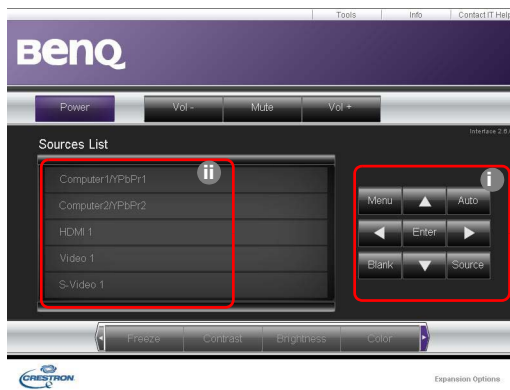 Tools Info Contact IT Help
BenQ
Power Vol - Mute Vol +
Interface 2.8.
Sources List
ii
i
Computer1/YPbPr1
Computer2/YPbPr2
HDMI 1
Video 1
S-Video 1
Menu Auto
Enter
Blank Source
Freeze Contrast Brightness Color
CRESTRON
Expansion Options